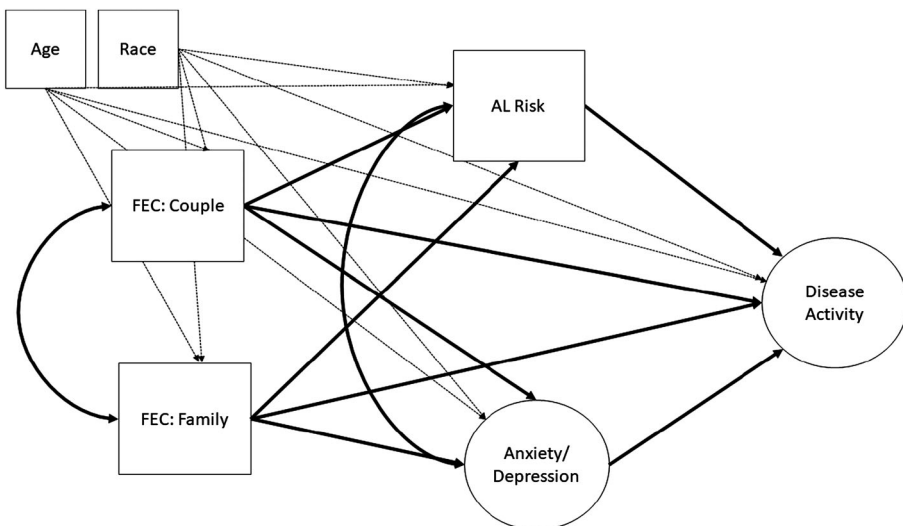 Age
Race
AL Risk
FEC: Couple
Disease
Activity
FEC: Family
Anxiety/
Depression